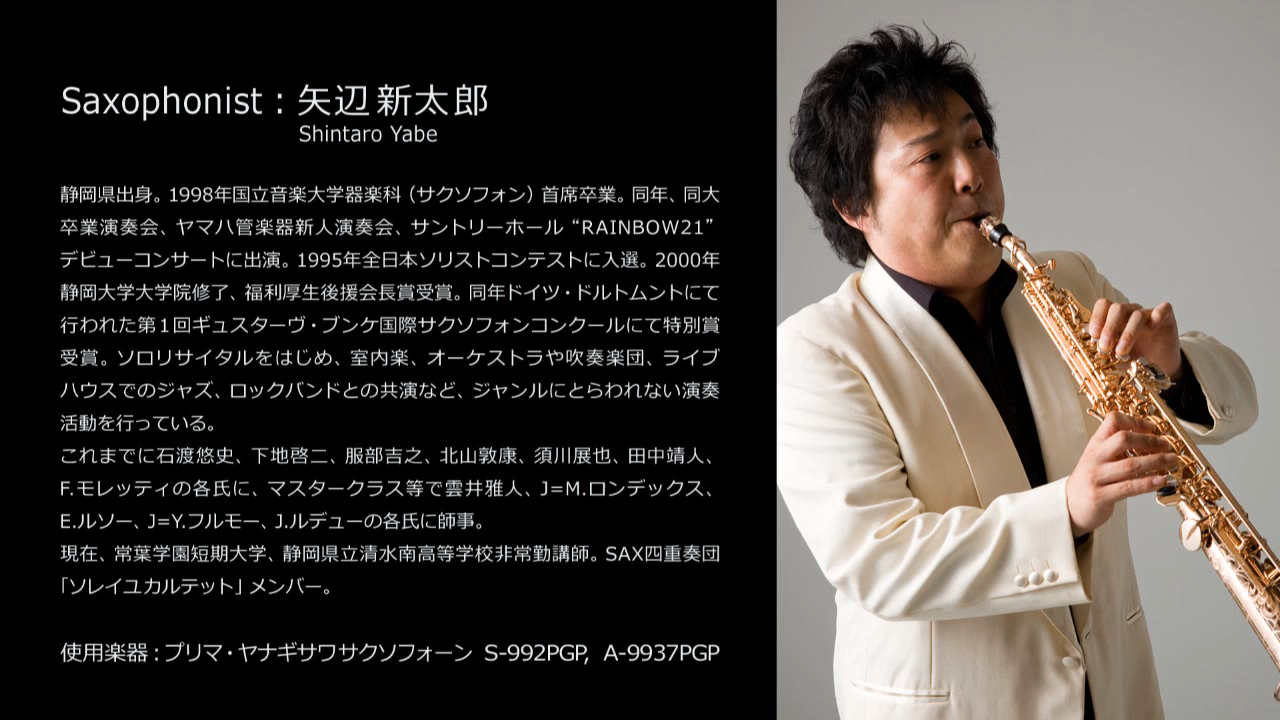 Saxophonist : 矢辺 新太郎
Shintaro Yabe
静岡県出身。1998年国立音楽大学器楽科（サクソフォン）首席卒業。同年、同大
卒業演奏会、ヤマハ管楽器新人演奏会、サントリーホール “RAINBOW21”
デビューコンサートに出演。1995年全日本ソリストコンテストに入選。2000年
静岡大学大学院修了、福利厚生後援会長賞受賞。同年ドイツ・ドルトムントにて
行われた第1回ギュスターヴ・ブンケ国際サクソフォンコンクールにて特別賞
受賞。ソロリサイタルをはじめ、室内楽、オーケストラや吹奏楽団、ライブ
ハウスでのジャズ、ロックバンドとの共演など、ジャンルにとらわれない演奏
活動を行っている。
これまでに石渡悠史、下地啓二、服部吉之、北山敦康、須川展也、田中靖人、
F.モレッティの各氏に、マスタークラス等で雲井雅人、J=M.ロンデックス、
E.ルソー、J=Y.フルモー、J.ルデューの各氏に師事。
現在、常葉学園短期大学、静岡県立清水南高等学校非常勤講師。SAX四重奏団
「ソレイユカルテット」メンバー。
使用楽器 : プリマ・ヤナギサワサクソフォーン S-992PGP, A-9937PGP